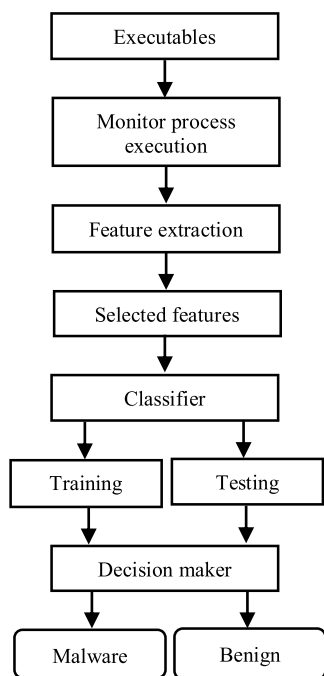 Executables
Monitor process
execution
Feature extraction
Selected features
Classifier
Training
Testing
Decision maker
Malware
Benign